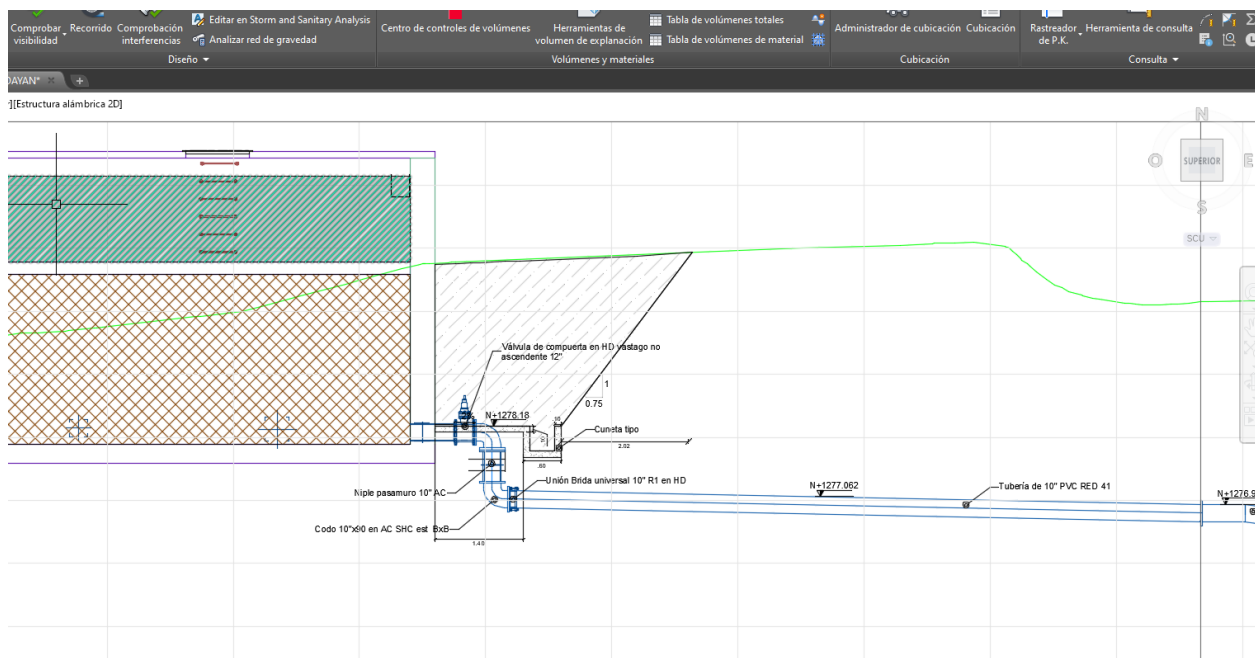 Comprobar visibilidad
Recorrido
Comprobación interferencias
Editar en Storm and Sanitary Analysis
Analizar red de gravedad
Diseño
Centro de controles de volúmenes
Herramientas de volumen de explanación
Tabla de volúmenes totales
Tabla de volúmenes de material
Volúmenes y materiales
Administrador de cubicación
Cubicación
Cubicación
Rastreador de P.K.
Herramienta de consulta
Consulta
DAYAN*
][Estructura alámbrica 2D]
N
O
SUPERIOR
E
S
SCU
Válvula de compuerta en HD vastago no
ascendente 12"
1
0.75
N+1278.18
.10
Cuneta tipo
2.02
.60
Niple pasamuro 10" AC
Unión Brida universal 10" R1 en HD
N+1277.062
Tubería de 10" PVC RED 41
N+1276.9
Codo 10"x90 en AC SHC est BxB
1.40